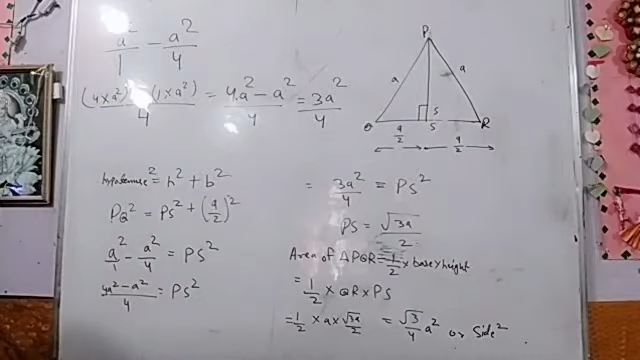 a²/1 - a²/4
(4×a²) - (1×a²)/4 = 4a² - a²/4 = 3a²/4
P
a
a
S
Q
S
R
a/2
a/2
hypotenuse² = h² + b²
PQ² = PS² + (a/2)²
a²/1 - a²/4 = PS²
4a² - a²/4 = PS²
= 3a²/4 = PS²
PS = √3a/2
Area of ΔPQR = 1/2 × base × height
= 1/2 × QR × PS
= 1/2 × a × √3a/2 = √3/4 a² or Side²